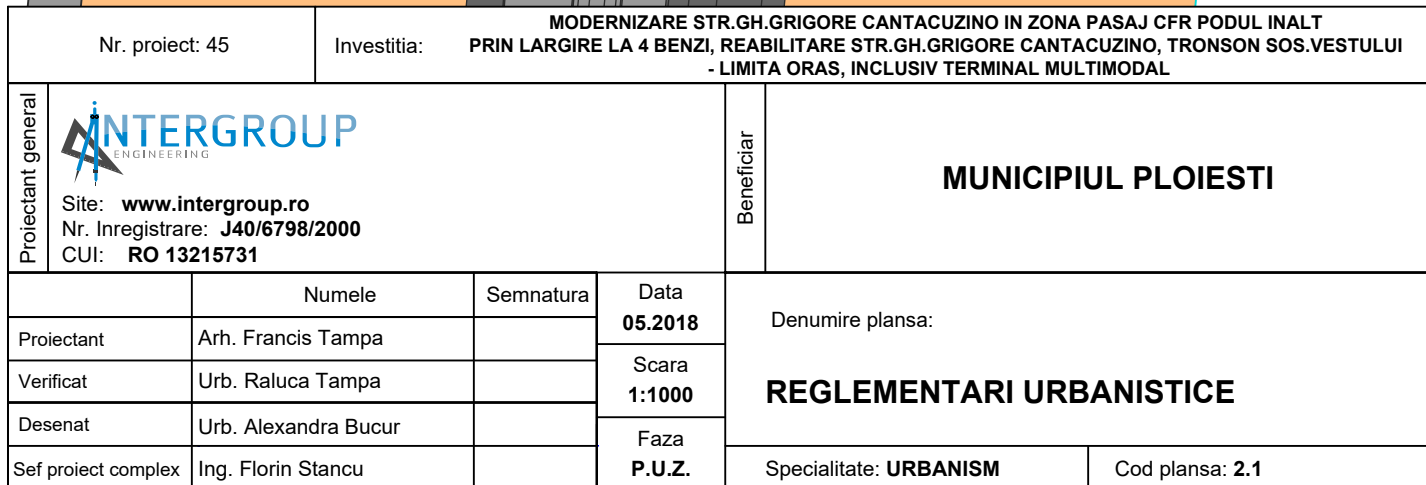 Nr. proiect: 45
Investitia:
MODERNIZARE STR.GH.GRIGORE CANTACUZINO IN ZONA PASAJ CFR PODUL INALT
PRIN LARGIRE LA 4 BENZI, REABILITARE STR.GH.GRIGORE CANTACUZINO, TRONSON SOS.VESTULUI
- LIMITA ORAS, INCLUSIV TERMINAL MULTIMODAL
Proiectant general
INTERGROUP
ENGINEERING
Site: www.intergroup.ro
Nr. Inregistrare: J40/6798/2000
CUI: RO 13215731
Beneficiar
MUNICIPIUL PLOIESTI
Numele
Semnatura
Proiectant
Arh. Francis Tampa
Verificat
Urb. Raluca Tampa
Desenat
Urb. Alexandra Bucur
Sef proiect complex
Ing. Florin Stancu
Data
05.2018
Scara
1:1000
Faza
P.U.Z.
Denumire plansa:
REGLEMENTARI URBANISTICE
Specialitate: URBANISM
Cod plansa: 2.1